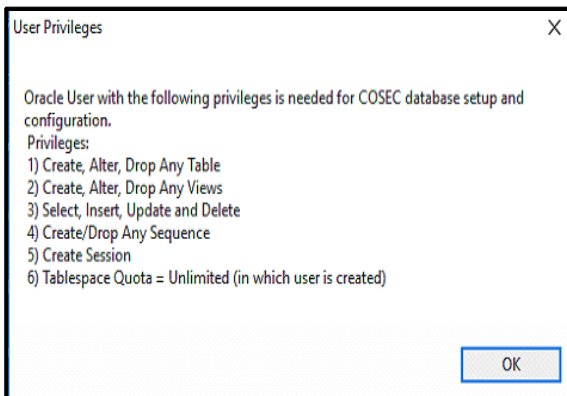 User Privileges
Oracle User with the following privileges is needed for COSEC database setup and
configuration.
Privileges:
1) Create, Alter, Drop Any Table
2) Create, Alter, Drop Any Views
3) Select, Insert, Update and Delete
4) Create/Drop Any Sequence
5) Create Session
6) Tablespace Quota = Unlimited (in which user is created)
OK